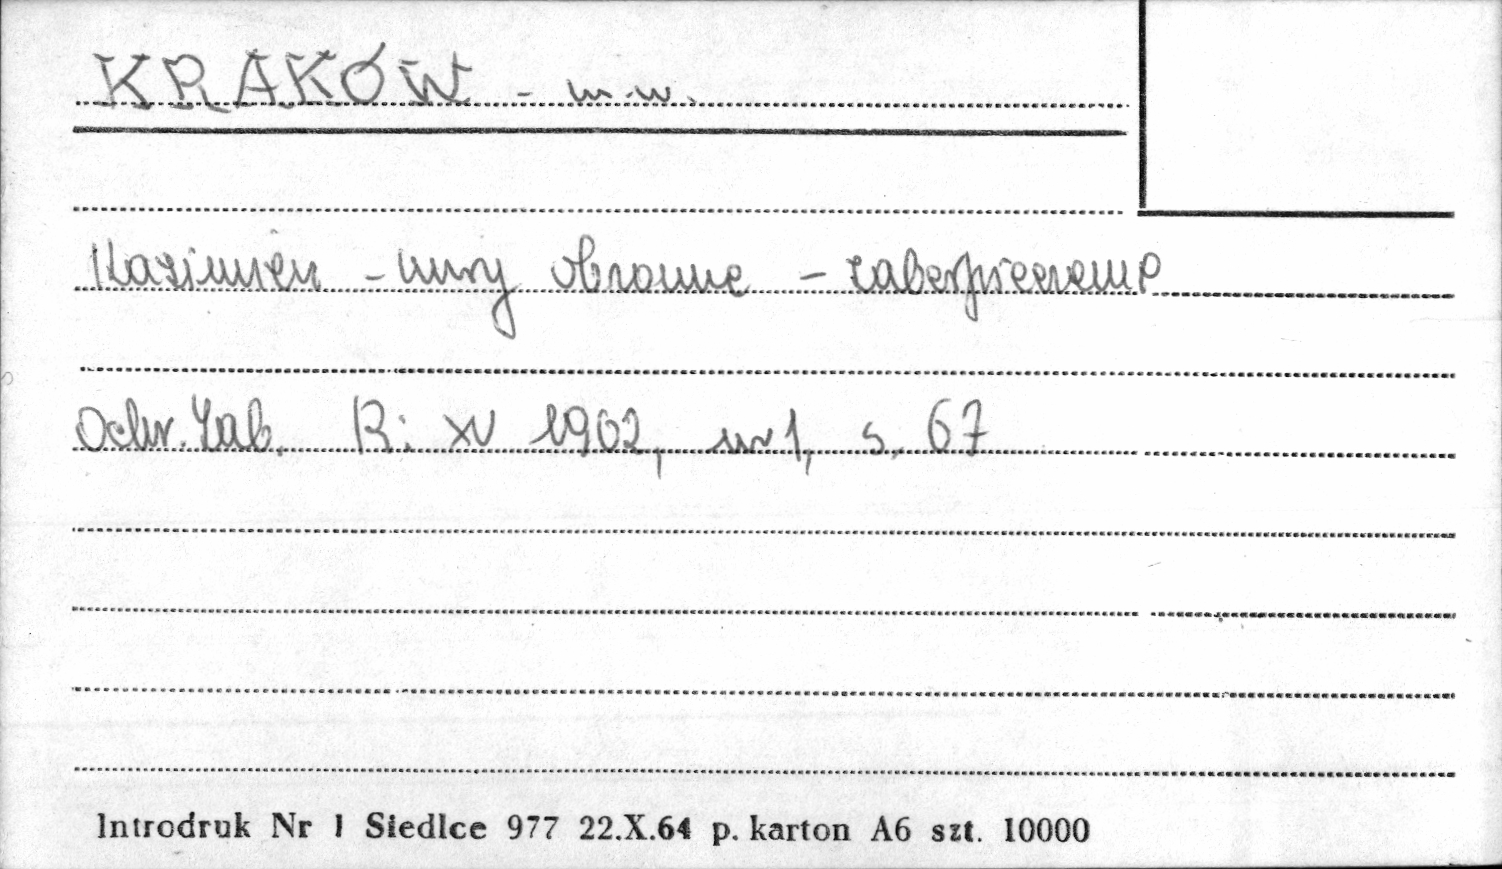 KRAKÓW - m.w.
Kazimierz - mury obronne - zabezpieczenie
Ochr. Zab. R: XV 1962, nr 1, s. 67
Introdruk Nr 1 Siedlce 977 22.X.64 p. karton A6 szt. 10000